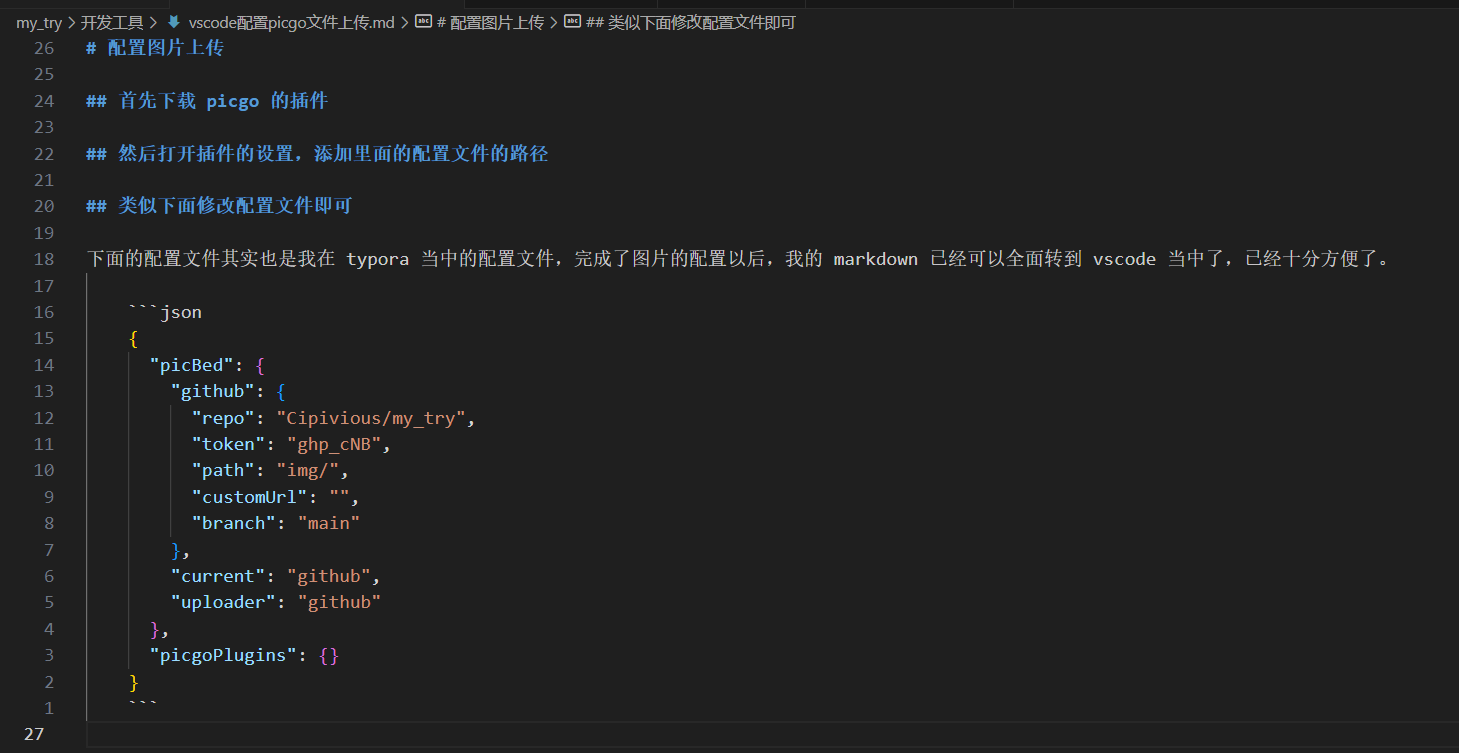 my_try > 开发工具 > vscode配置picgo文件上传.md > # 配置图片上传 > ## 类似下面修改配置文件即可
26 # 配置图片上传
25
24 ## 首先下载 picgo 的插件
23
22 ## 然后打开插件的设置，添加里面的配置文件的路径
21
20 ## 类似下面修改配置文件即可
19
18 下面的配置文件其实也是我在 typora 当中的配置文件，完成了图片的配置以后，我的 markdown 已经可以全面转到 vscode 当中了，已经十分方便了。
17
16     ```json
15     {
14       "picBed": {
13         "github": {
12           "repo": "Cipivious/my_try",
11           "token": "ghp_cNB",
10           "path": "img/",
9           "customUrl": "",
8           "branch": "main"
7         },
6         "current": "github",
5         "uploader": "github"
4       },
3       "picgoPlugins": {}
2     }
1     ```
27